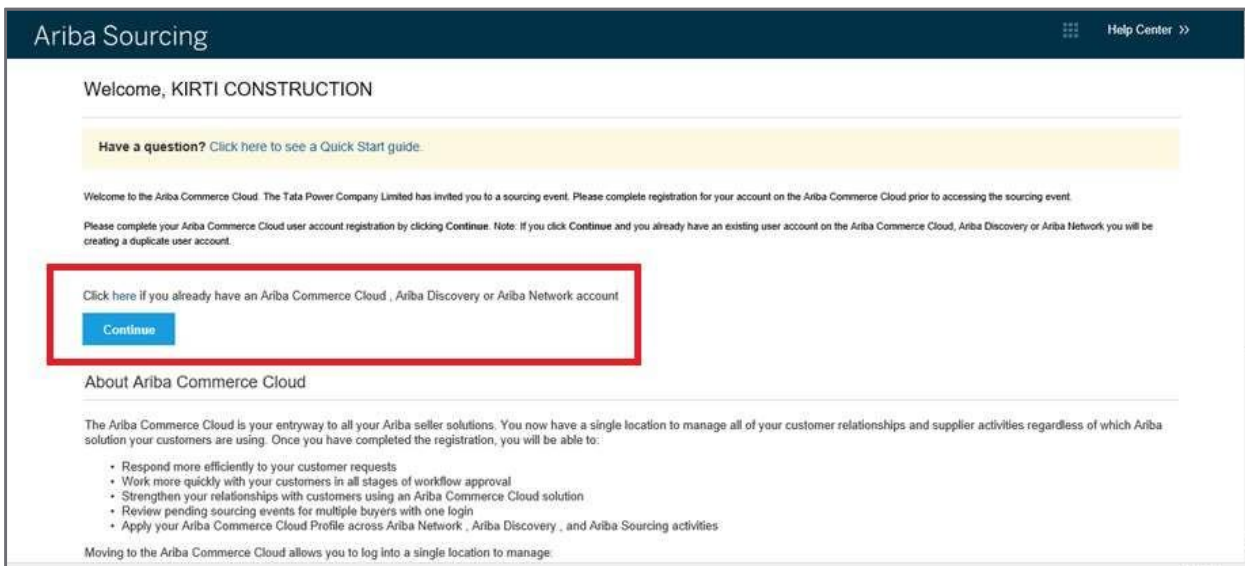 Ariba Sourcing
Help Center >>
Welcome, KIRTI CONSTRUCTION
Have a question? Click here to see a Quick Start guide.
Welcome to the Ariba Commerce Cloud. The Tata Power Company Limited has invited you to a sourcing event. Please complete registration for your account on the Ariba Commerce Cloud prior to accessing the sourcing event.
Please complete your Ariba Commerce Cloud user account registration by clicking Continue. Note: If you click Continue and you already have an existing user account on the Ariba Commerce Cloud, Ariba Discovery or Ariba Network you will be
creating a duplicate user account.
Click here if you already have an Ariba Commerce Cloud , Ariba Discovery or Ariba Network account
Continue
About Ariba Commerce Cloud
The Ariba Commerce Cloud is your entryway to all your Ariba seller solutions. You now have a single location to manage all of your customer relationships and supplier activities regardless of which Ariba
solution your customers are using. Once you have completed the registration, you will be able to:
• Respond more efficiently to your customer requests
• Work more quickly with your customers in all stages of workflow approval
• Strengthen your relationships with customers using an Ariba Commerce Cloud solution
• Review pending sourcing events for multiple buyers with one login
• Apply your Ariba Commerce Cloud Profile across Ariba Network , Ariba Discovery , and Ariba Sourcing activities
Moving to the Ariba Commerce Cloud allows you to log into a single location to manage: